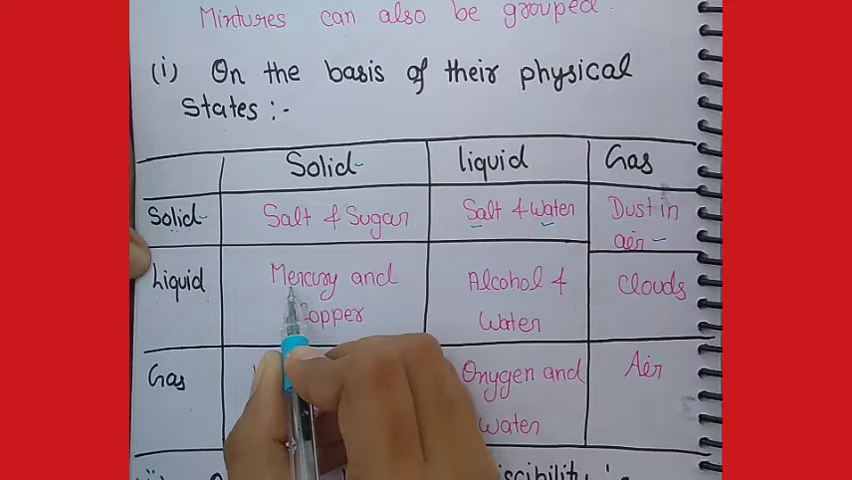 Mixtures can also be grouped.
(i) On the basis of their physical
States :-
Solid liquid Gas
Solid Salt & Sugar Salt & Water Dust in
air
Liquid Mercury and Alcohol & Clouds
Copper Water
Gas Onygen and Air
Water